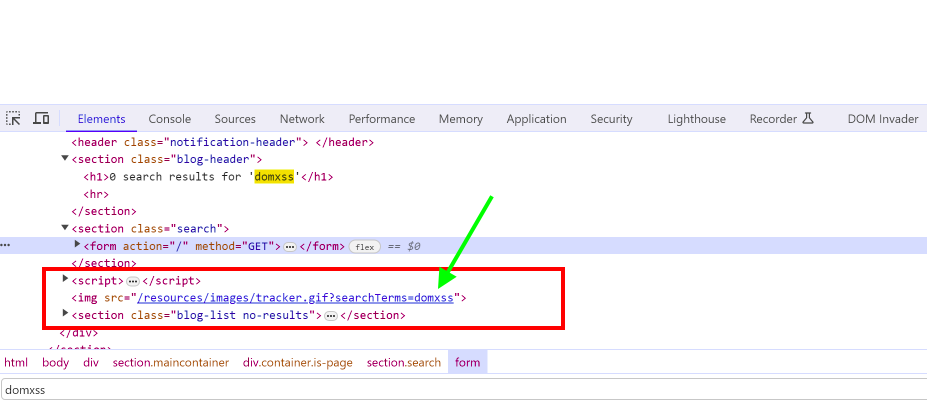 Elements Console Sources Network Performance Memory Application Security Lighthouse Recorder DOM Invader
<header class="notification-header"> </header>
▼<section class="blog-header">
<h1>0 search results for 'domxss'</h1>
<hr>
</section>
▼<section class="search">
... ▶<form action="/" method="GET"> ... </form> flex == $0
</section>
▶<script> ... </script>
<img src="/resources/images/tracker.gif?searchTerms=domxss">
▶<section class="blog-list no-results"> ... </section>
</div>
</section>
html body div section.maincontainer div.container.is-page section.search form
domxss